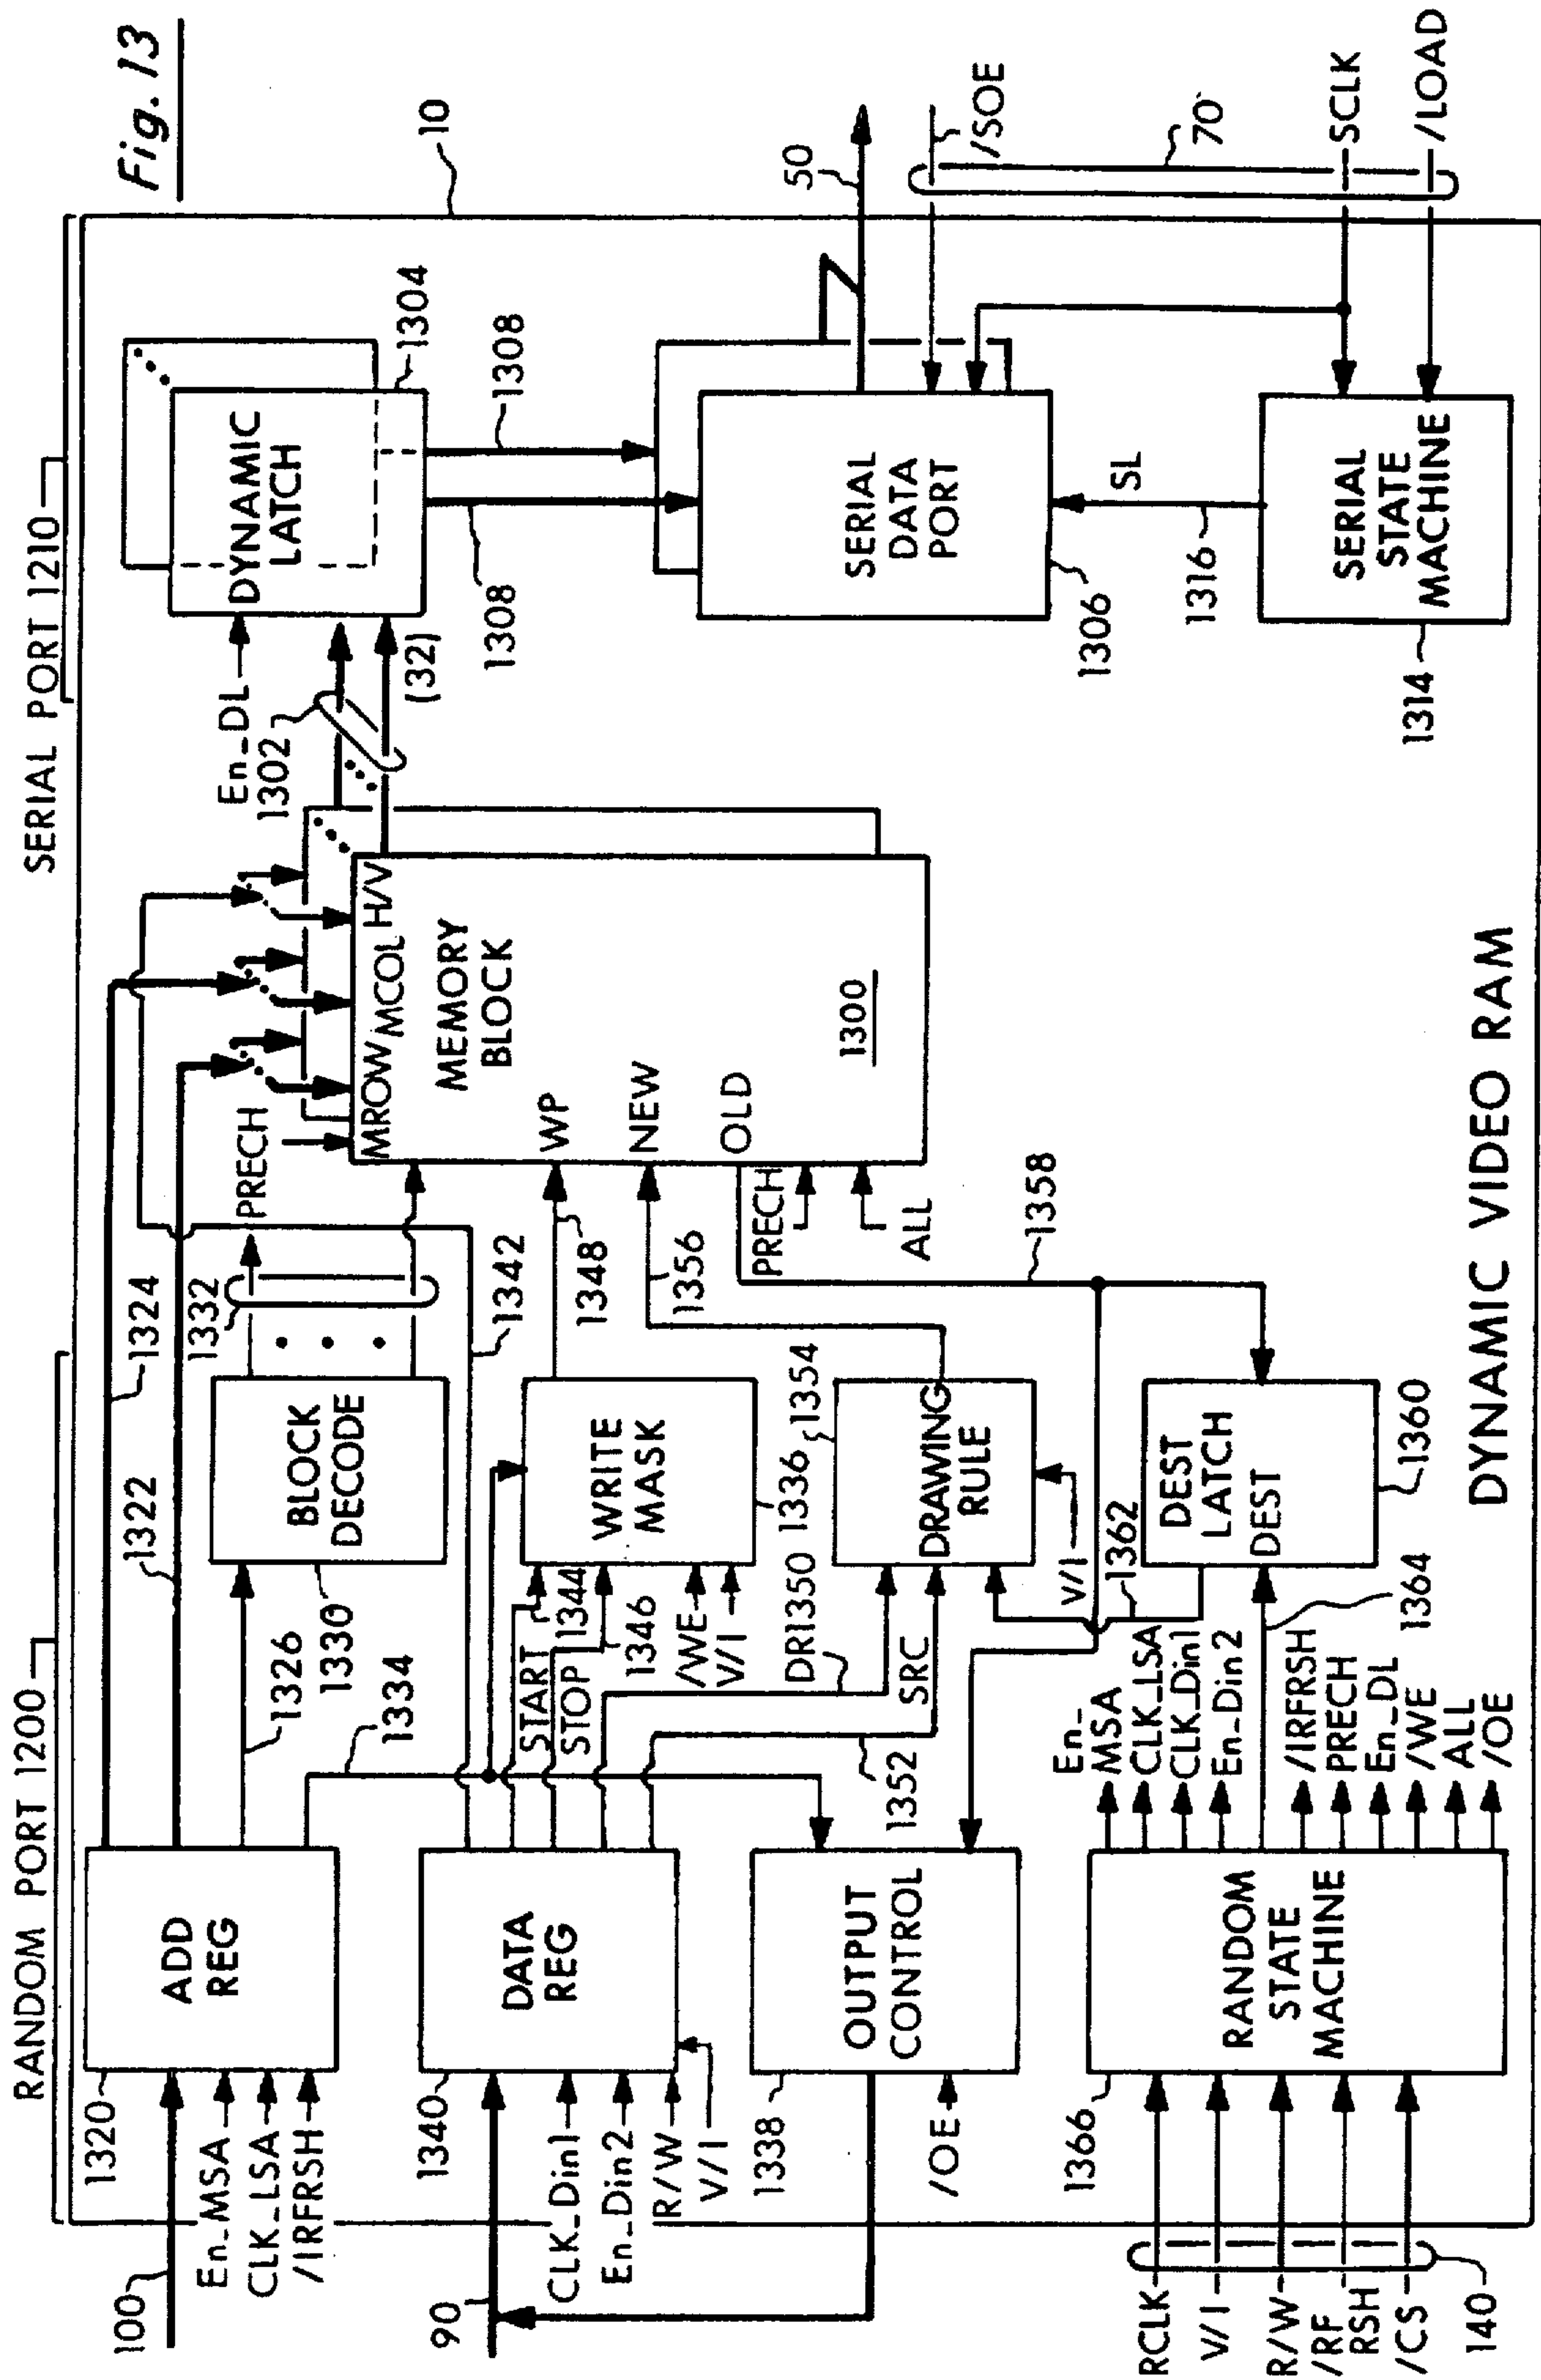 Fig. 13
RANDOM PORT 1200
SERIAL PORT 1210
10
100
1320
En_MSA
CLK_LSA
/IRFRSH
ADD
REG
1322
1324
1326
1334
1330
BLOCK
DECODE
1332
PRECH
1342
90
1340
CLK_Din1
En_Din2
R/W
V/I
DATA
REG
START
STOP
1344
1346
/WE
V/I
WRITE
MASK
1336
1348
DR1350
SRC
1352
DRAWING
RULE
1354
1356
V/I
1338
OUTPUT
CONTROL
/OE
1358
DEST
LATCH
DEST
1360
1362
1364
MROW
MCOL
H/V
MEMORY
BLOCK
WP
NEW
OLD
1300
PRECH
ALL
En_DL
1302
(32)
DYNAMIC
LATCH
1304
1308
1308
SERIAL
DATA
PORT
1306
50
/SOE
70
SL
1316
SERIAL
STATE
MACHINE
1314
SCLK
/LOAD
1366
RANDOM
STATE
MACHINE
RCLK
V/I
R/W
/RF
RSH
/CS
140
En_
MSA
CLK_LSA
CLK_Din1
En_Din2
/IRFRSH
PRECH
En_DL
/WE
ALL
/OE
DYNAMIC VIDEO RAM